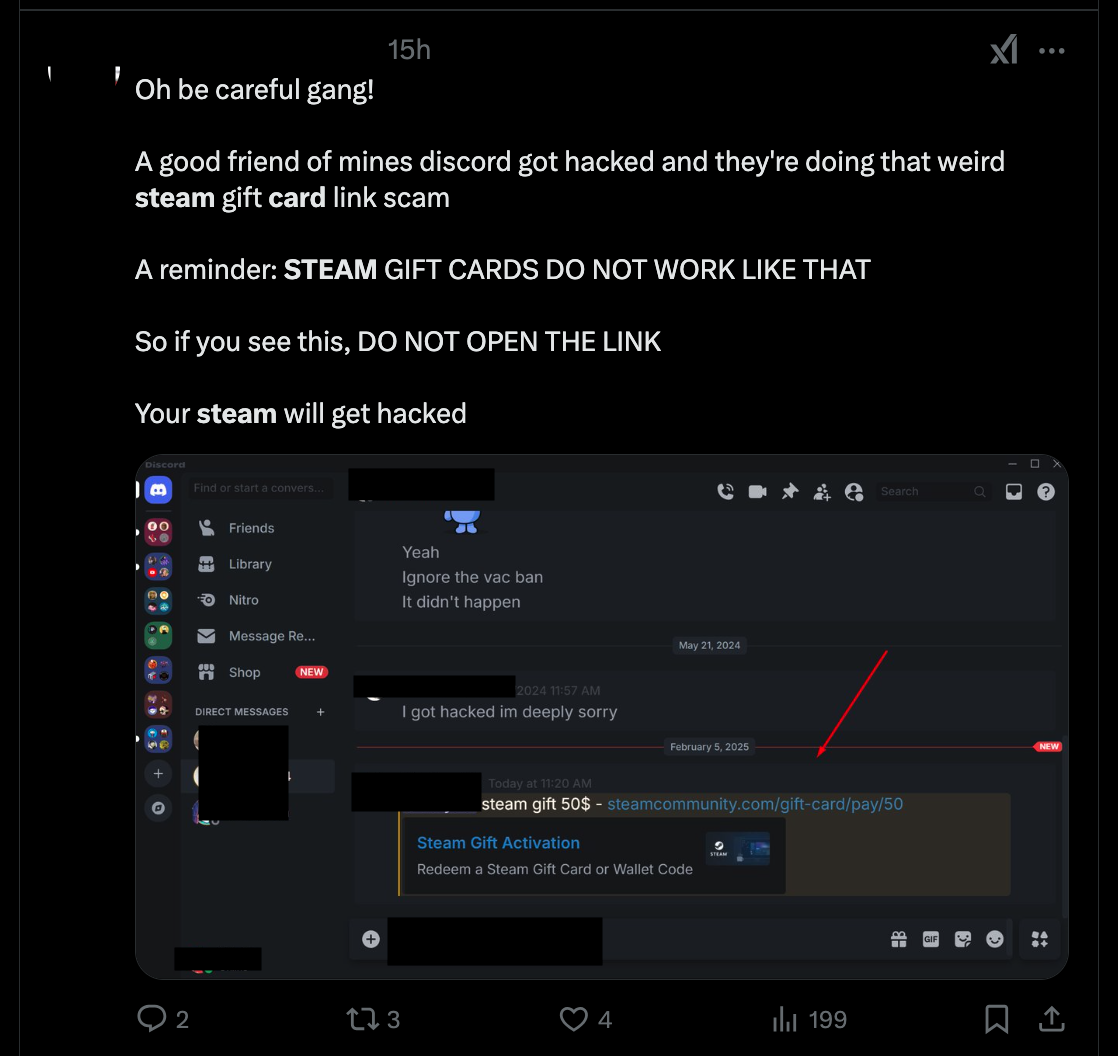 15h
Oh be careful gang!
A good friend of mines discord got hacked and they're doing that weird
steam gift card link scam
A reminder: STEAM GIFT CARDS DO NOT WORK LIKE THAT
So if you see this, DO NOT OPEN THE LINK
Your steam will get hacked
Discord
Find or start a convers...
Search
Friends
Library
Nitro
Message Re...
Shop NEW
DIRECT MESSAGES
Yeah
Ignore the vac ban
It didn't happen
May 21, 2024
2024 11:57 AM
I got hacked im deeply sorry
February 5, 2025
NEW
Today at 11:20 AM
steam gift 50$ - steamcommunity.com/gift-card/pay/50
Steam Gift Activation
STEAM
Redeem a Steam Gift Card or Wallet Code
GIF
2
3
4
199